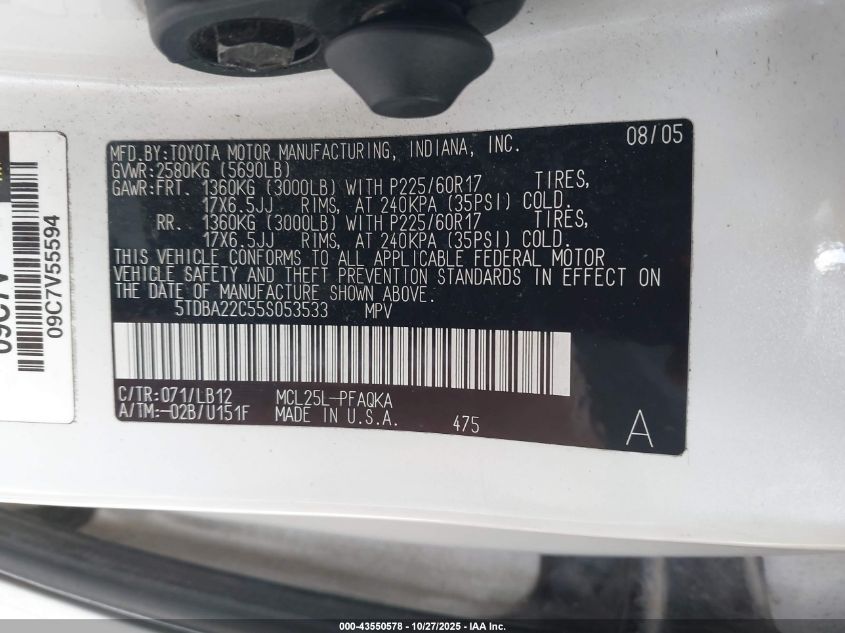 MFD.BY:TOYOTA MOTOR MANUFACTURING, INDIANA, INC. 08/05
GVWR:2580KG (5690LB)
GAWR:FRT. 1360KG (3000LB) WITH P225/60R17 TIRES,
17X6.5JJ RIMS, AT 240KPA (35PSI) COLD.
RR. 1360KG (3000LB) WITH P225/60R17 TIRES,
17X6.5JJ RIMS, AT 240KPA (35PSI) COLD.
THIS VEHICLE CONFORMS TO ALL APPLICABLE FEDERAL MOTOR
VEHICLE SAFETY AND THEFT PREVENTION STANDARDS IN EFFECT ON
THE DATE OF MANUFACTURE SHOWN ABOVE.
5TDBA22C55S053533 MPV
C/TR:071/LB12 MCL25L-PFAQKA
A/TM:-02B/U151F MADE IN U.S.A. 475 A
09C7V55594
09C7V
000-43550578 - 10/27/2025 - IAA Inc.